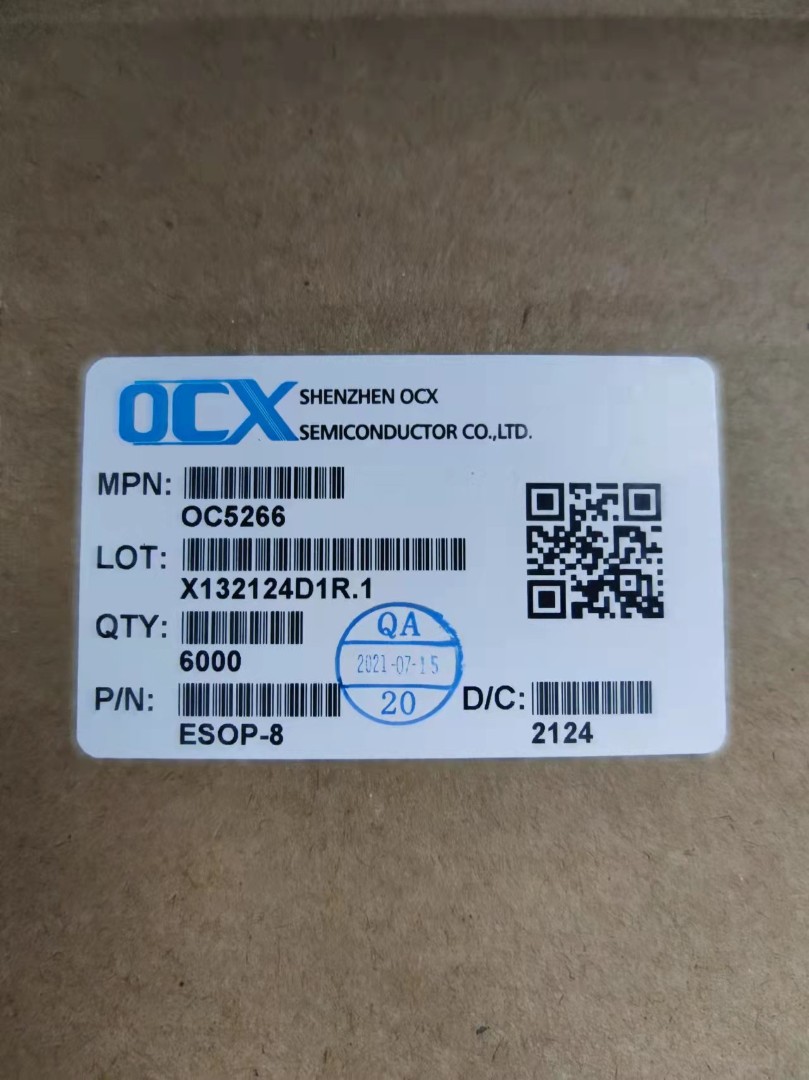 OCX
SHENZHEN OCX
SEMICONDUCTOR CO.,LTD.
MPN:
OC5266
LOT:
X132124D1R.1
QTY:
6000
QA
2021-07-15
20
P/N:
ESOP-8
D/C:
2124